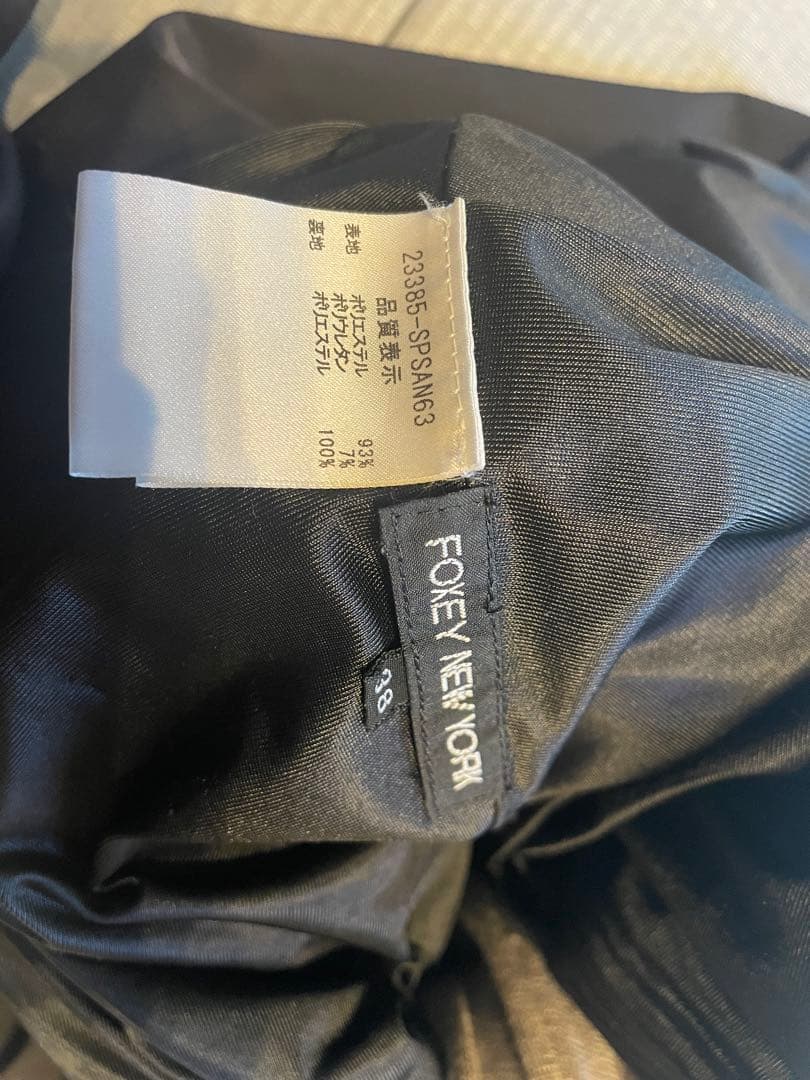 23385-SPSAN63
品質表示
表地 ポリエステル 93%
ポリウレタン 7%
裏地 ポリエステル 100%
FOXEY NEW YORK
38